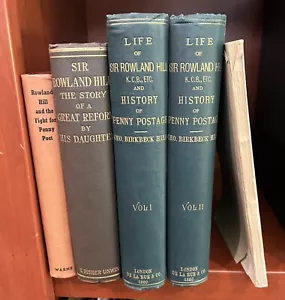 Rowland
Hill
and the
Fight for
Penny
Post
WARNE
SIR
ROWLAND HILL
THE STORY
OF A
GREAT REFORM
BY
HIS DAUGHTER
T. FISHER UNWIN
LIFE
OF
SIR ROWLAND HILL
K.C.B., ETC.
AND
HISTORY
OF
PENNY POSTAGE
GEO. BIRKBECK HILL
VOL: I
LONDON
DE LA RUE & CO.
1880
LIFE
OF
SIR ROWLAND HILL
K.C.B., ETC.
AND
HISTORY
OF
PENNY POSTAGE
GEO. BIRKBECK HILL
VOL: II
LONDON
DE LA RUE & CO.
1880